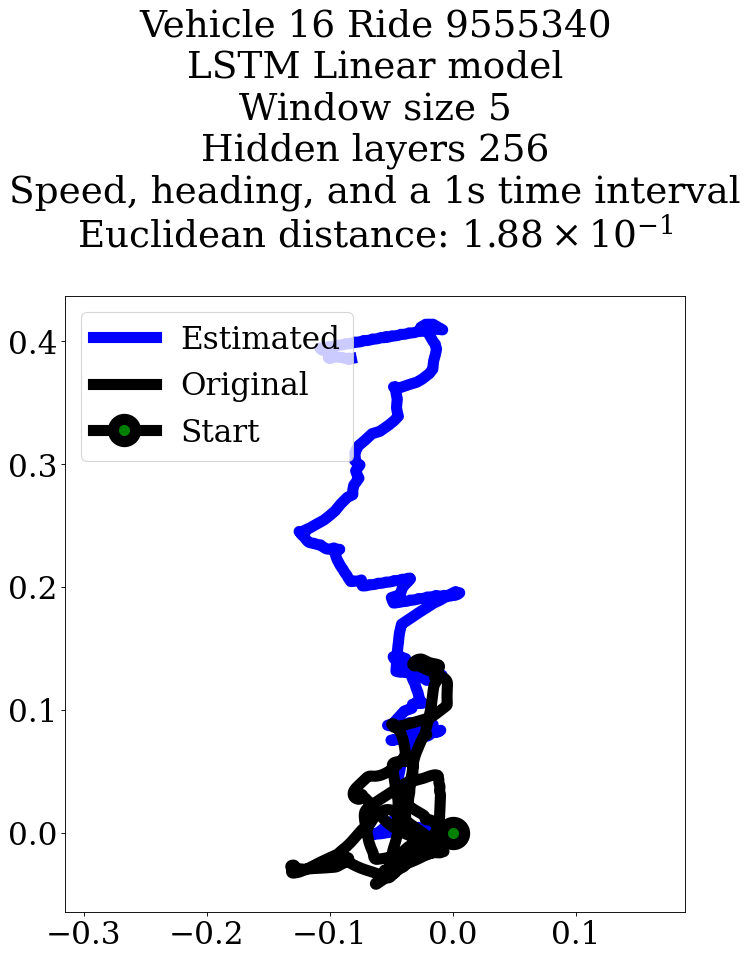 Vehicle 16 Ride 9555340
LSTM Linear model
Window size 5
Hidden layers 256
Speed, heading, and a 1s time interval
Euclidean distance: 1.88 × 10⁻¹
Estimated
Original
Start
0.4
0.3
0.2
0.1
0.0
−0.3 −0.2 −0.1 0.0 0.1